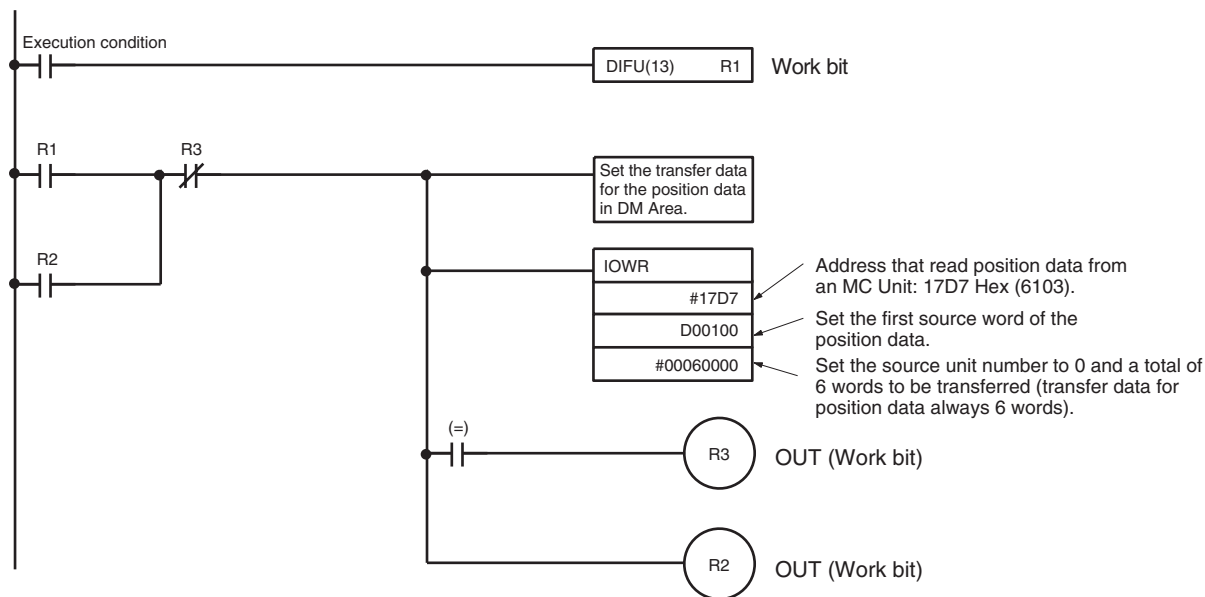 Execution condition
DIFU(13) R1 Work bit
R1
R3
Set the transfer data
for the position data
in DM Area.
R2
IOWR
#17D7
D00100
#00060000
Address that read position data from
an MC Unit: 17D7 Hex (6103).
Set the first source word of the
position data.
Set the source unit number to 0 and a total of
6 words to be transferred (transfer data for
position data always 6 words).
(=)
R3 OUT (Work bit)
R2 OUT (Work bit)